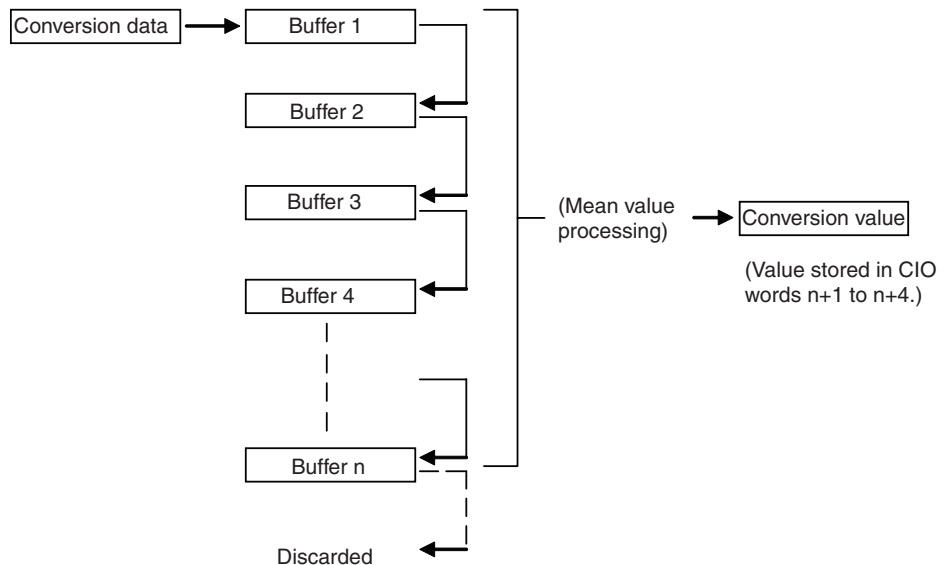 Conversion data
Buffer 1
Buffer 2
Buffer 3
Buffer 4
Buffer n
Discarded
(Mean value
processing)
Conversion value
(Value stored in CIO
words n+1 to n+4.)